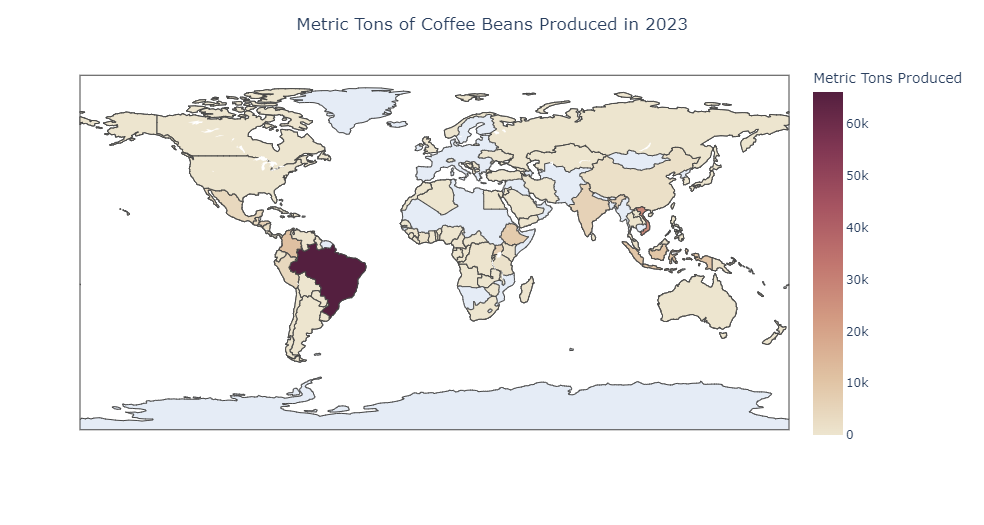 Metric Tons of Coffee Beans Produced in 2023
Metric Tons Produced
60k
50k
40k
30k
20k
10k
0